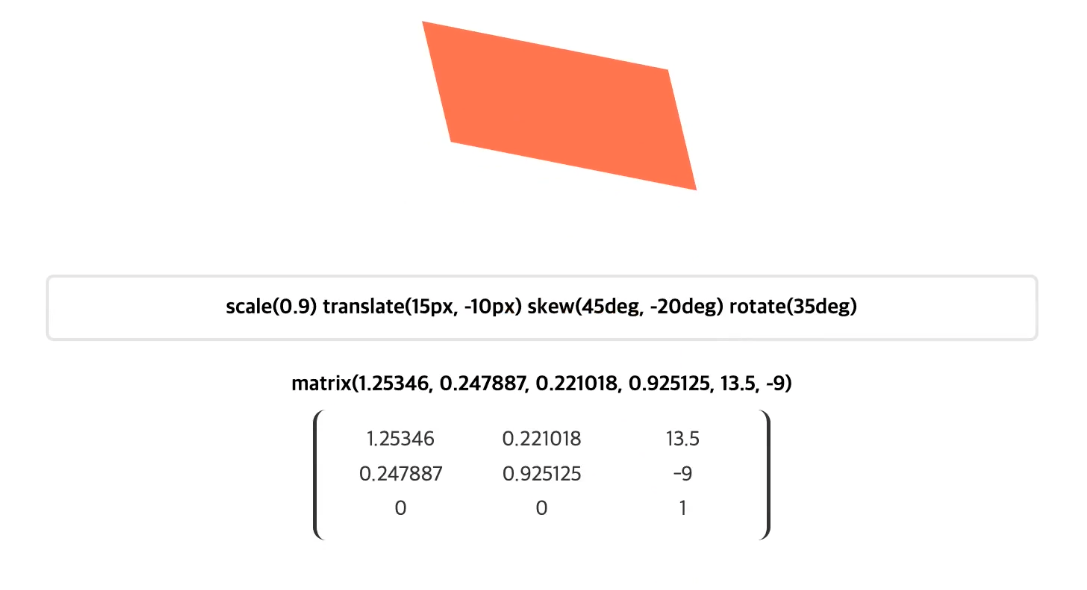 scale(0.9) translate(15px, -10px) skew(45deg, -20deg) rotate(35deg)
matrix(1.25346, 0.247887, 0.221018, 0.925125, 13.5, -9)
1.25346 0.221018 13.5
0.247887 0.925125 -9
0 0 1